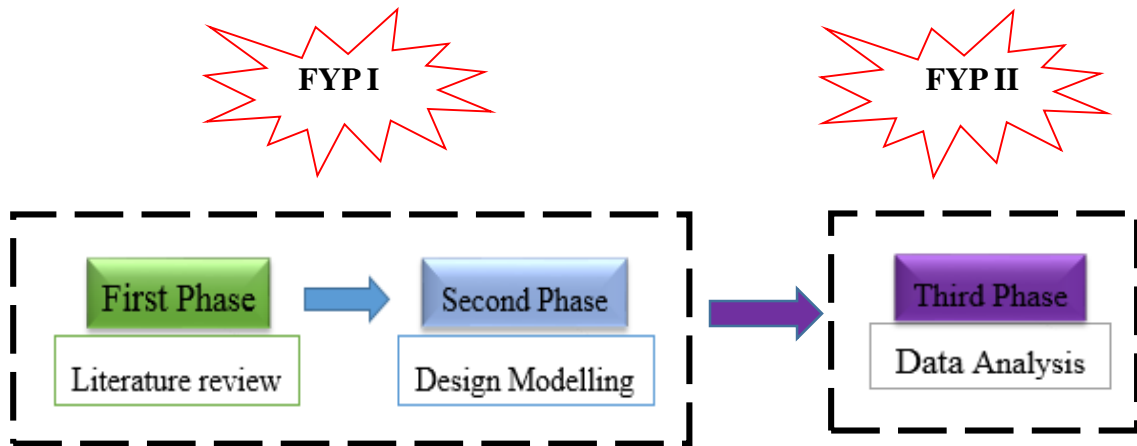 FYP I
FYP II
First Phase
Second Phase
Third Phase
Literature review
Design Modelling
Data Analysis